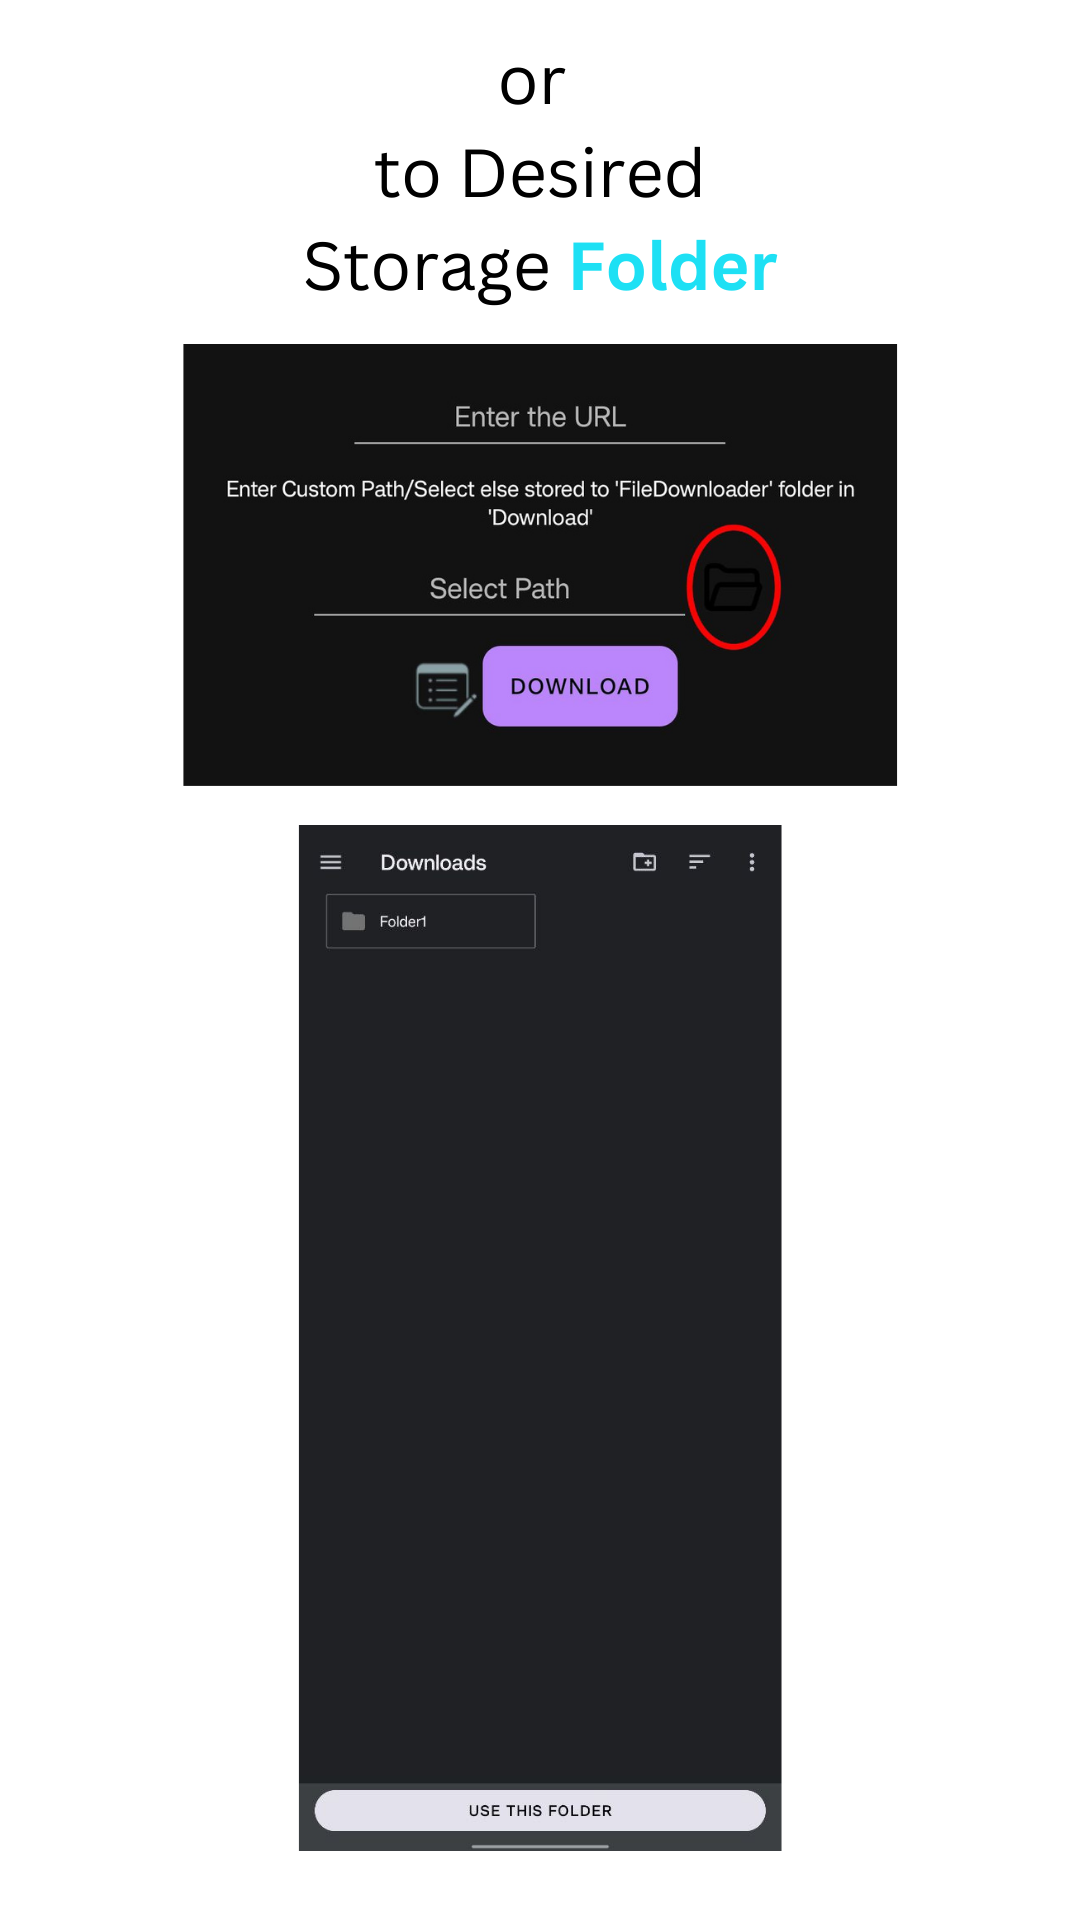 or
to Desired
Storage Folder
Enter the URL
Enter Custom Path/Select else stored to 'FileDownloader' folder in
'Download'
Select Path
DOWNLOAD
Downloads
Folder1
USE THIS FOLDER